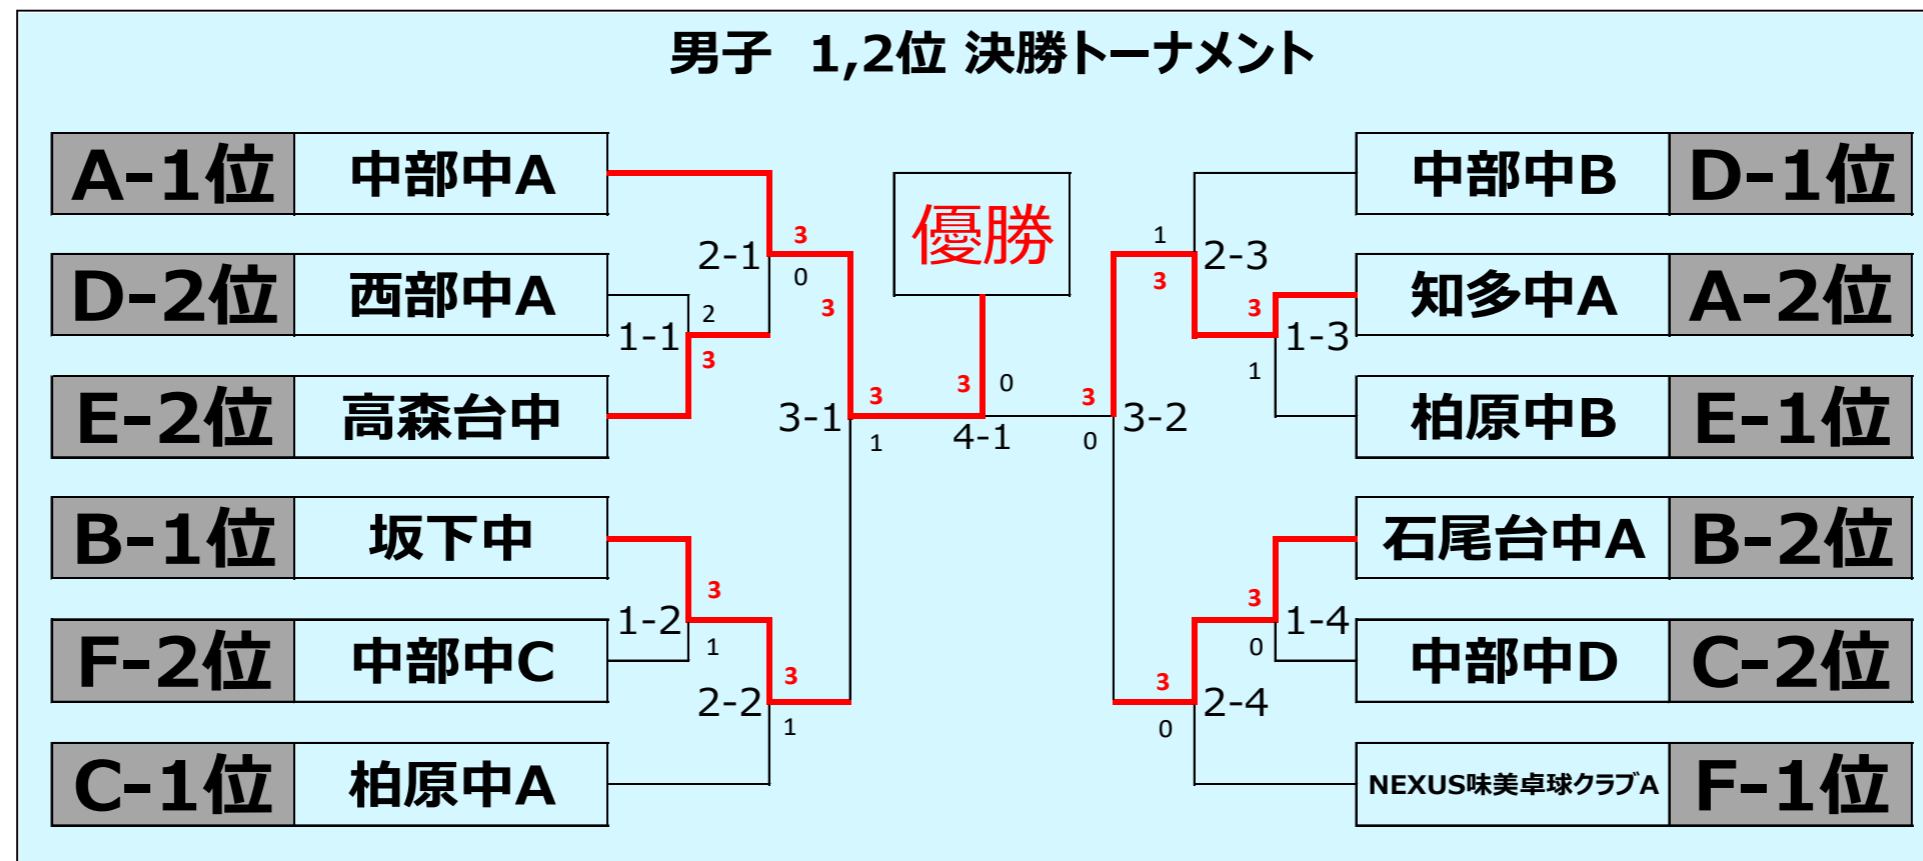 男子 1,2位 決勝トーナメント
A-1位 中部中A
中部中B D-1位
優勝
2-1
3
0
1
3
2-3
D-2位 西部中A
知多中A A-2位
1-1
2
3
3
3
1
1-3
E-2位 高森台中
柏原中B E-1位
3-1
3
1
3
0
4-1
3
0
3-2
B-1位 坂下中
石尾台中A B-2位
1-2
3
1
3
0
1-4
F-2位 中部中C
中部中D C-2位
2-2
3
1
3
0
2-4
C-1位 柏原中A
NEXUS味美卓球クラブA F-1位